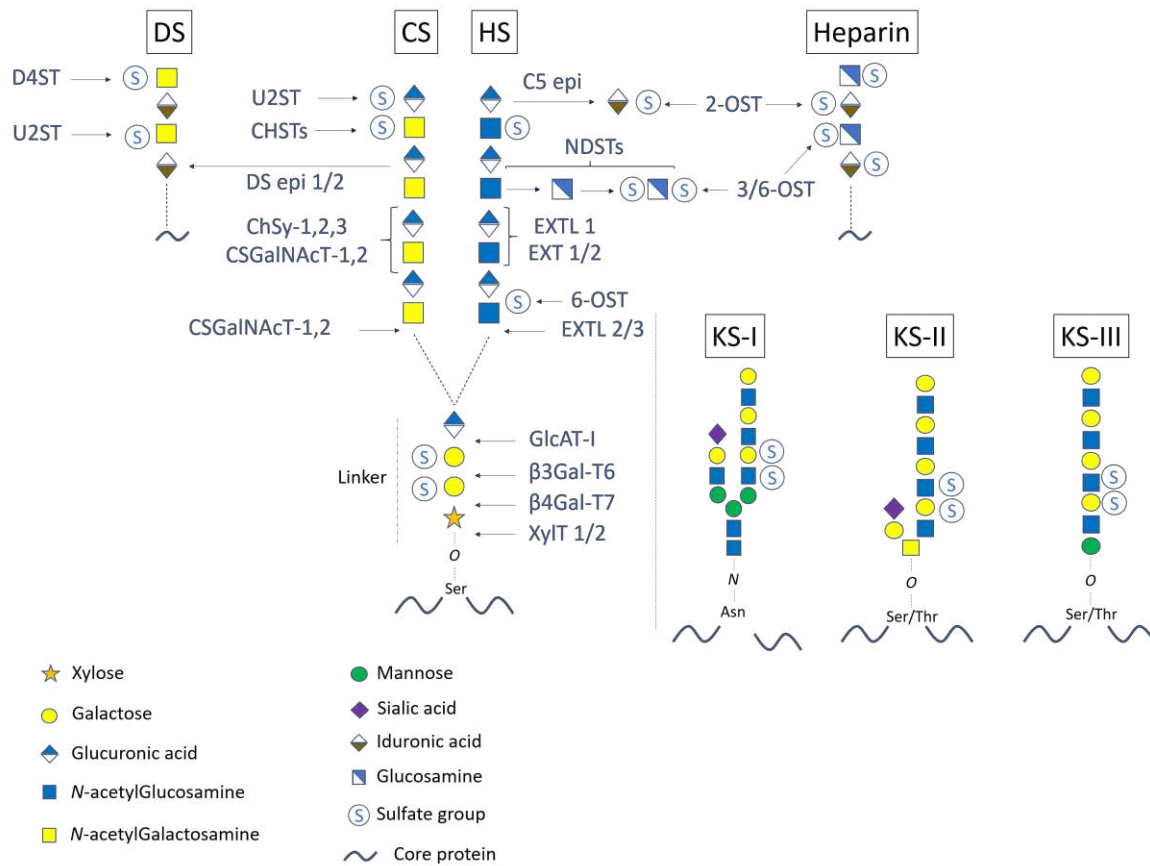 DS
CS
HS
Heparin
D4ST
S
U2ST
S
U2ST
S
CHSTs
S
S
C5 epi
S
2-OST
S
S
S
S
NDSTs
S
S
3/6-OST
DS epi 1/2
ChSy-1,2,3
CSGalNAcT-1,2
EXTL 1
EXT 1/2
S
6-OST
CSGalNAcT-1,2
EXTL 2/3
KS-I
KS-II
KS-III
Linker
S
S
GlcAT-I
β3Gal-T6
β4Gal-T7
XylT 1/2
O
Ser
S
S
N
Asn
S
S
O
Ser/Thr
S
S
O
Ser/Thr
Xylose
Galactose
Glucuronic acid
N-acetylGlucosamine
N-acetylGalactosamine
Mannose
Sialic acid
Iduronic acid
Glucosamine
S
Sulfate group
Core protein